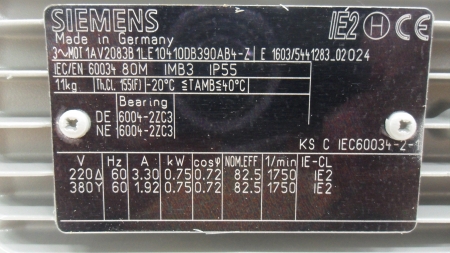 SIEMENS IE2 H CE
Made in Germany
3~MOT 1AV2083B 1LE10410DB390AB4-Z E 1603/5441283_02024
IEC/EN 60034 80M IMB3 IP55
11kg Th.Cl. 155(F) -20°C ≤TAMB≤40°C
Bearing
DE 6004-2ZC3
NE 6004-2ZC3
KS C IEC60034-2-1
V Hz A kW cosφ NOM.EFF 1/min IE-CL
220Δ 60 3.30 0.75 0.72 82.5 1750 IE2
380Y 60 1.92 0.75 0.72 82.5 1750 IE2